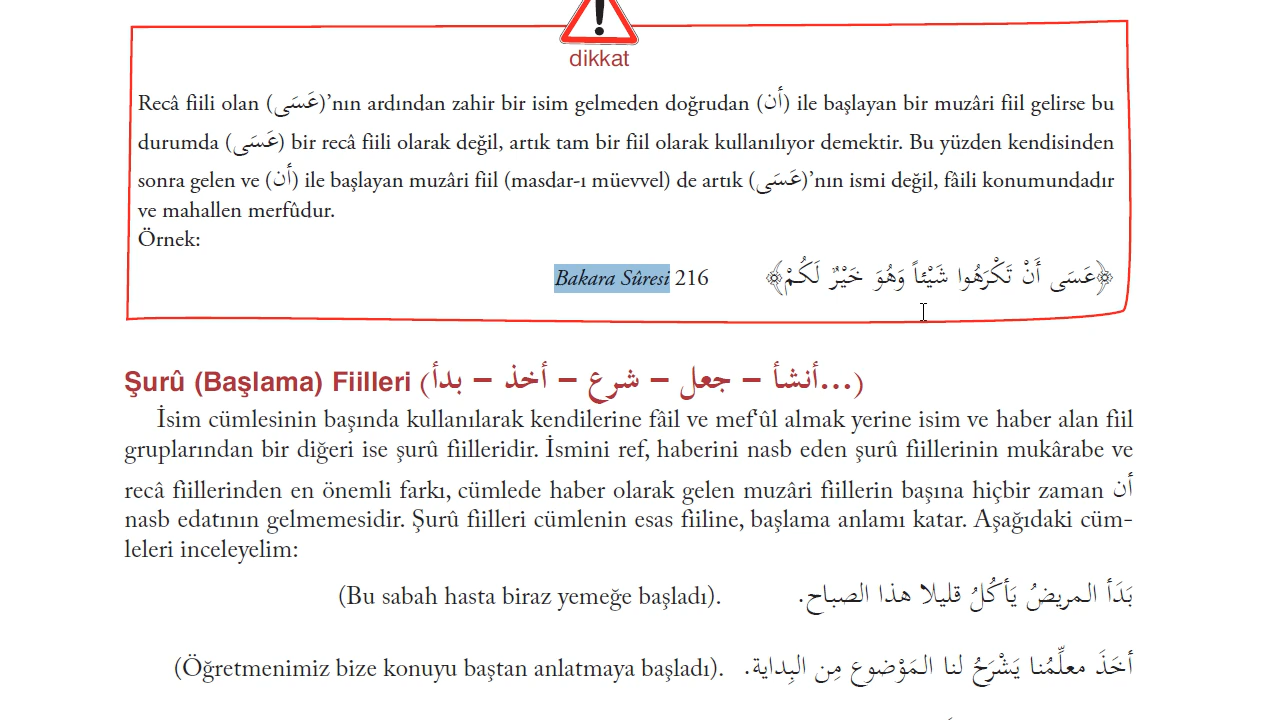 dikkat
Recâ fiili olan (عَسَى)’nın ardından zahir bir isim gelmeden doğrudan (أن) ile başlayan bir muzâri fiil gelirse bu
durumda (عَسَى) bir recâ fiili olarak değil, artık tam bir fiil olarak kullanılıyor demektir. Bu yüzden kendisinden
sonra gelen ve (أن) ile başlayan muzâri fiil (masdar-ı müevvel) de artık (عَسَى)’nın ismi değil, fâili konumundadır
ve mahallen merfûdur.
Örnek:
Bakara Sûresi 216 ﴿عَسَى أَنْ تَكْرَهُوا شَيْئاً وَهُوَ خَيْرٌ لَكُمْ﴾
Şurû (Başlama) Fiilleri (بدأ – أخذ – شرع – جعل – أنشأ...)
İsim cümlesinin başında kullanılarak kendilerine fâil ve mef‘ûl almak yerine isim ve haber alan fiil
gruplarından bir diğeri ise şurû fiilleridir. İsmini ref, haberini nasb eden şurû fiillerinin mukârabe ve
recâ fiillerinden en önemli farkı, cümlede haber olarak gelen muzâri fiillerin başına hiçbir zaman أن
nasb edatının gelmemesidir. Şurû fiilleri cümlenin esas fiiline, başlama anlamı katar. Aşağıdaki cüm-
leleri inceleyelim:
(Bu sabah hasta biraz yemeğe başladı). بَدَأ المريضُ يَأكُلُ قليلا هذا الصباح.
(Öğretmenimiz bize konuyu baştan anlatmaya başladı). أخَذَ معلِّمُنا يَشْرَحُ لنا المَوْضوع مِن البِداية.